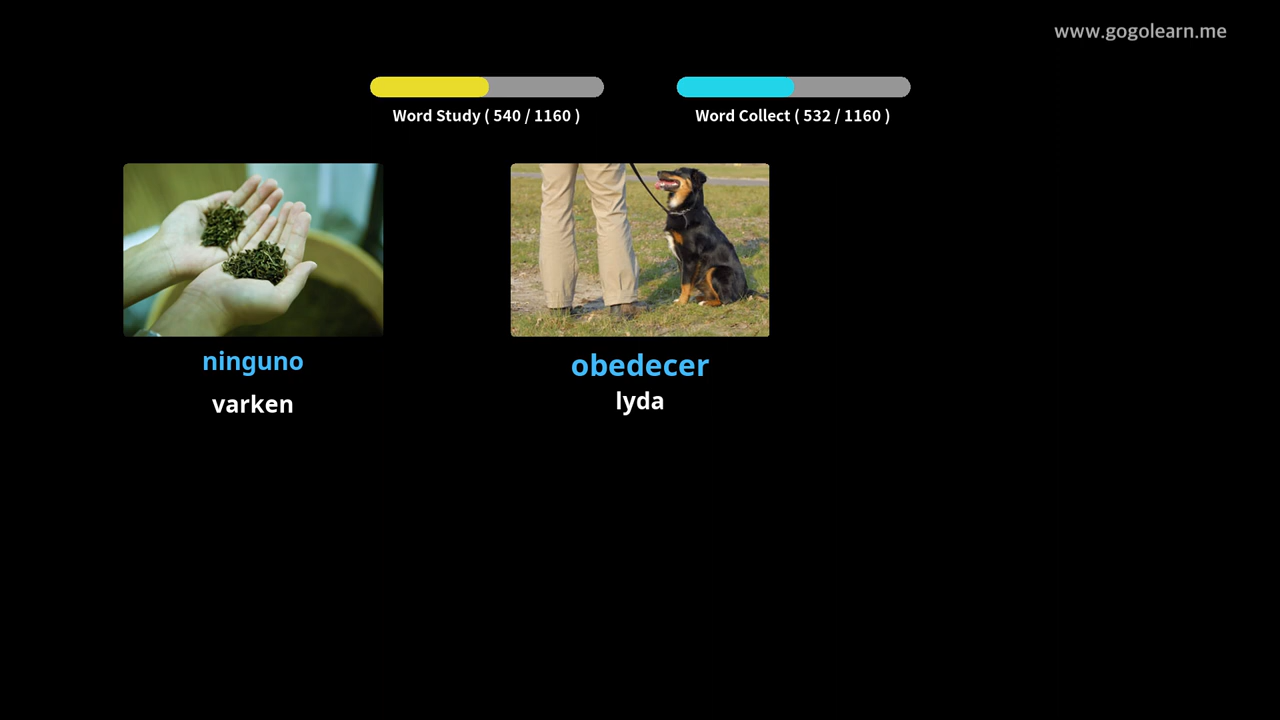 www.gogolearn.me
Word Study ( 540 / 1160 )
Word Collect ( 532 / 1160 )
ninguno
varken
obedecer
lyda